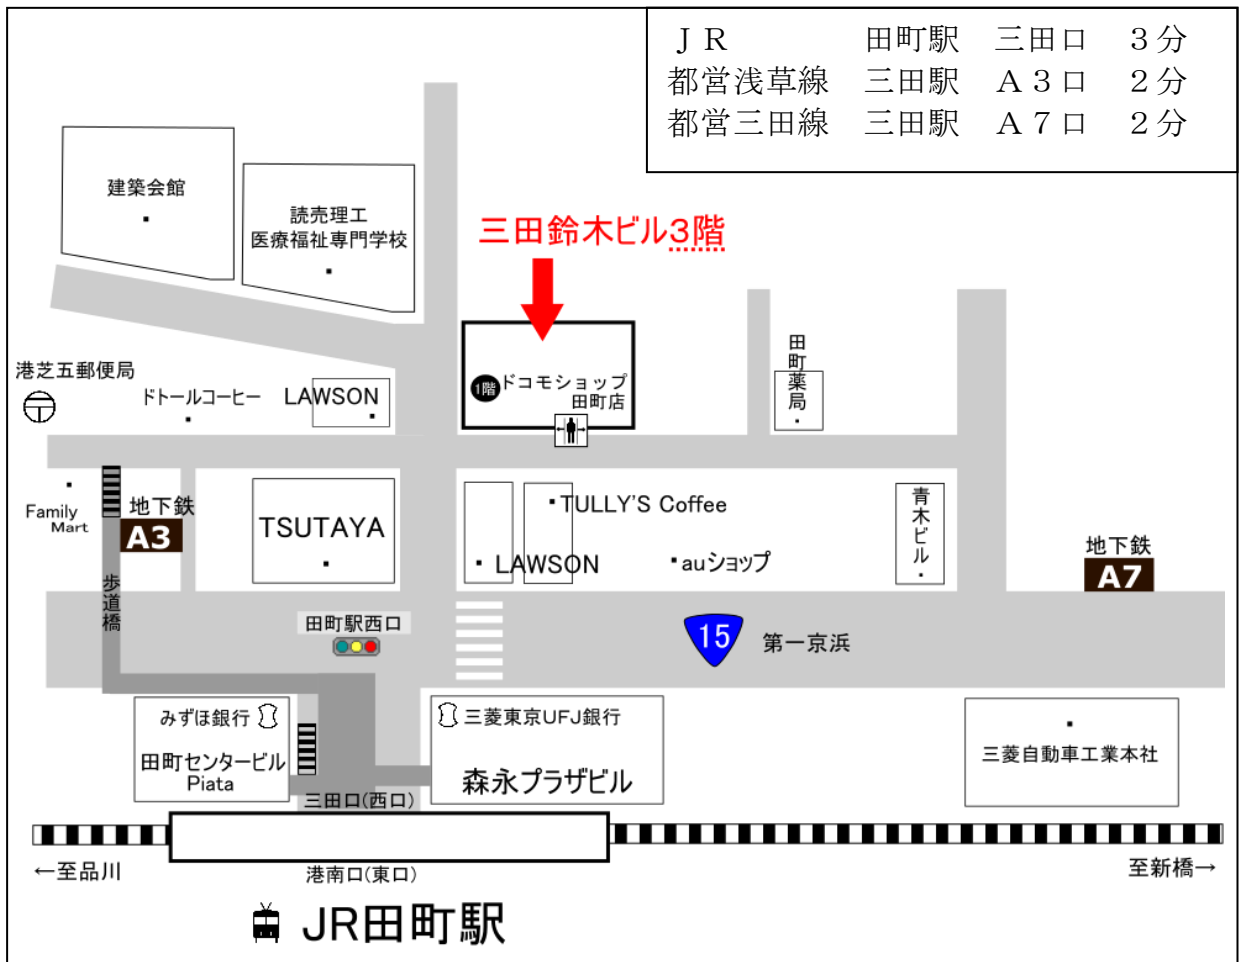 ＪＲ　　　　田町駅　三田口　３分
都営浅草線　三田駅　Ａ３口　２分
都営三田線　三田駅　Ａ７口　２分
建築会館
読売理工
医療福祉専門学校
三田鈴木ビル3階
港芝五郵便局
ドトールコーヒー
LAWSON
1階
ドコモショップ
田町店
田町薬局
Family
Mart
地下鉄
A3
TSUTAYA
TULLY'S Coffee
LAWSON
auショップ
青木ビル
地下鉄
A7
歩道橋
田町駅西口
15
第一京浜
みずほ銀行
田町センタービル
Piata
三菱東京UFJ銀行
森永プラザビル
三菱自動車工業本社
三田口(西口)
←至品川
港南口(東口)
至新橋→
JR田町駅